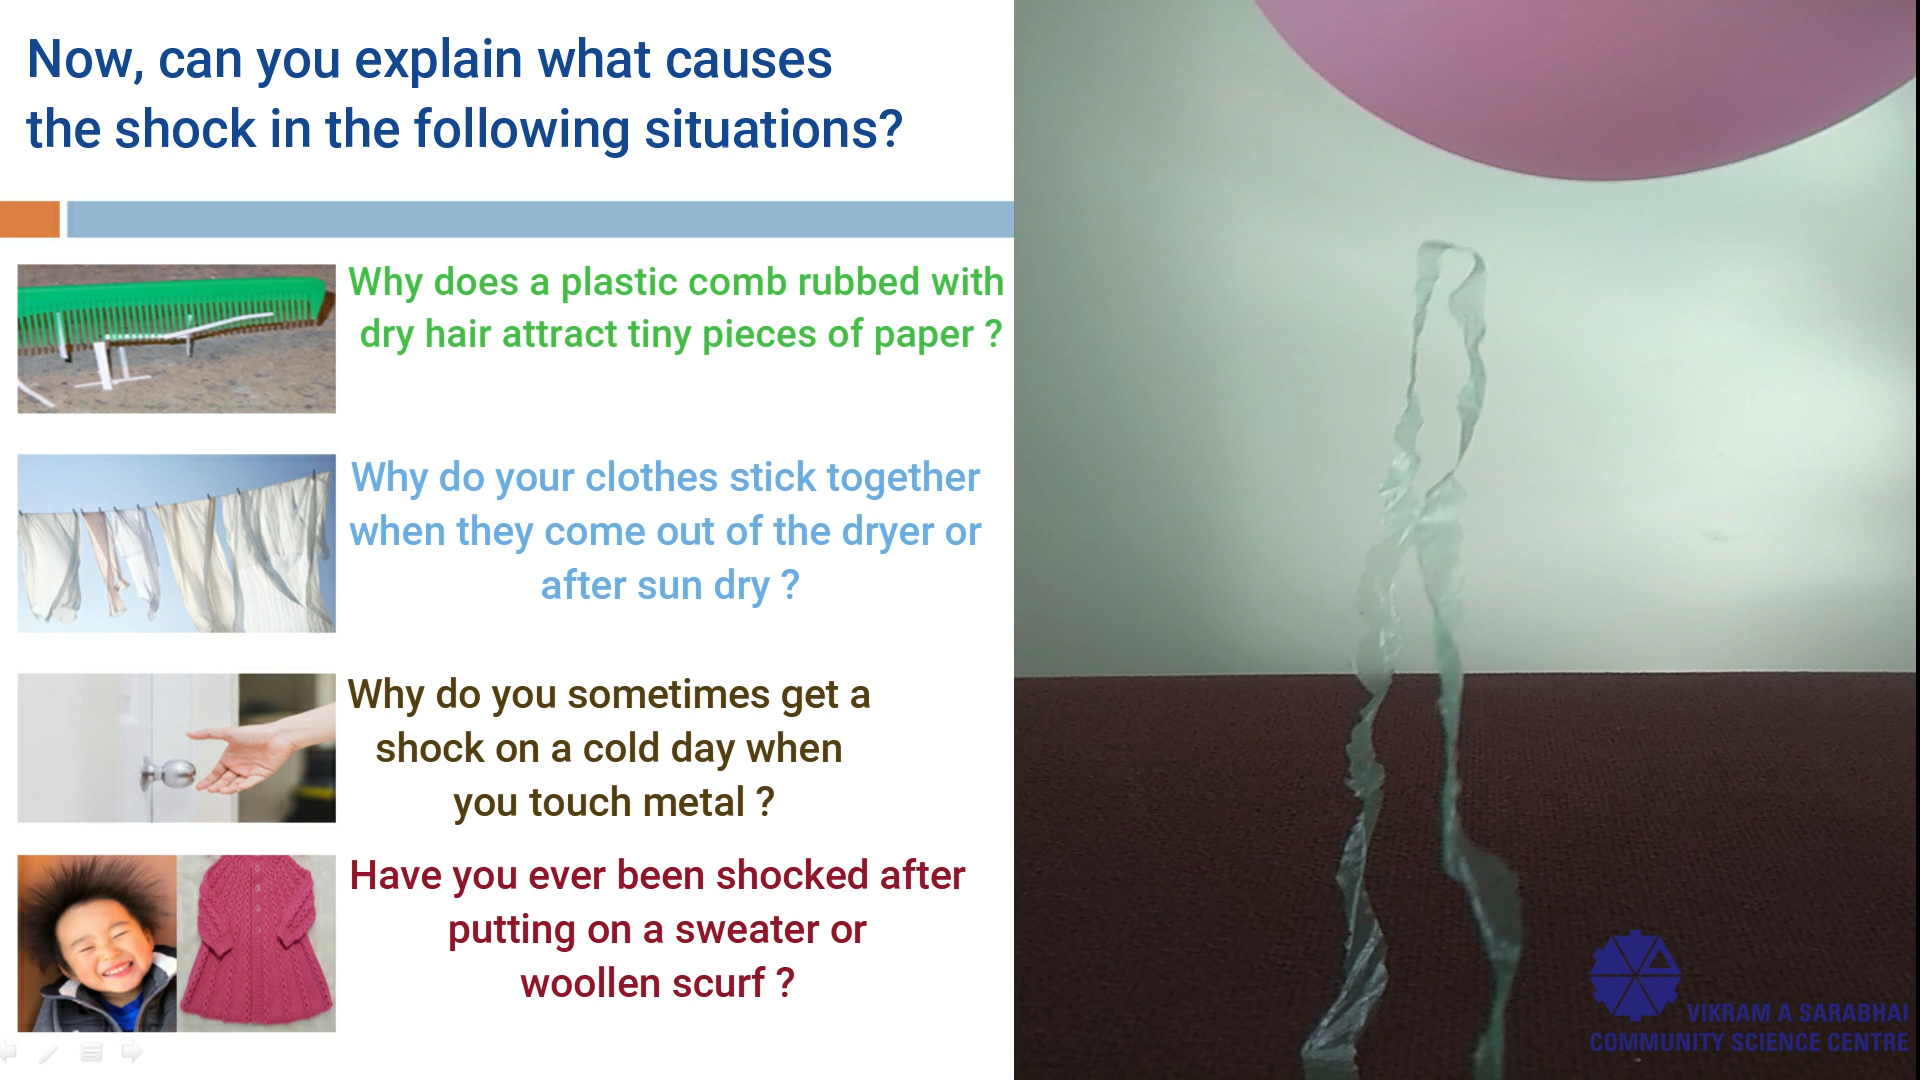 Now, can you explain what causes
the shock in the following situations?
Why does a plastic comb rubbed with
dry hair attract tiny pieces of paper ?
Why do your clothes stick together
when they come out of the dryer or
after sun dry ?
Why do you sometimes get a
shock on a cold day when
you touch metal ?
Have you ever been shocked after
putting on a sweater or
woollen scurf ?
VIKRAM A SARABHAI
COMMUNITY SCIENCE CENTRE